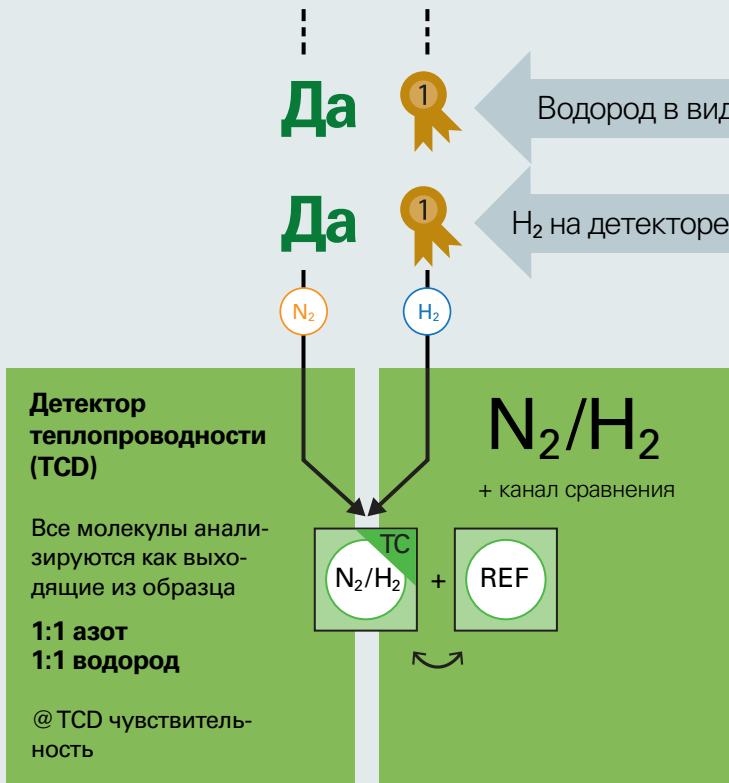 Да 1 Водород в вид
Да 1 H₂ на детекторе
N₂ H₂
Детектор
теплопроводности
(TCD)
Все молекулы анали-
зируются как выхо-
дящие из образца
1:1 азот
1:1 водород
@ TCD чувствитель-
ность
N₂/H₂
+ канал сравнения
TC
N₂/H₂ + REF